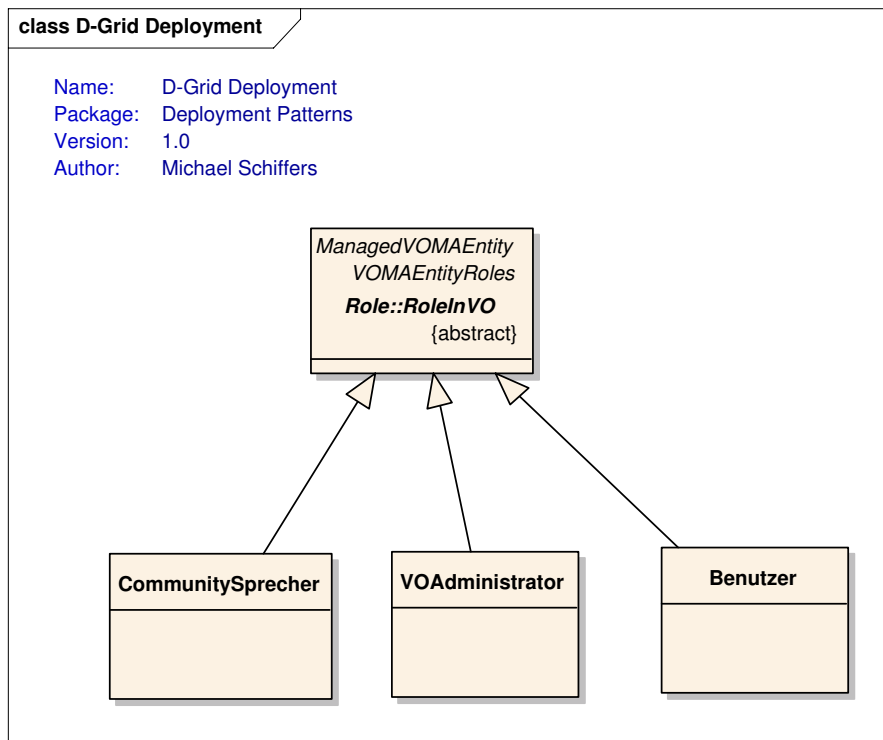 class D-Grid Deployment
Name: D-Grid Deployment
Package: Deployment Patterns
Version: 1.0
Author: Michael Schiffers
ManagedVOMAEntity
VOMAEntityRoles
Role::RoleInVO
{abstract}
CommunitySprecher
VOAdministrator
Benutzer